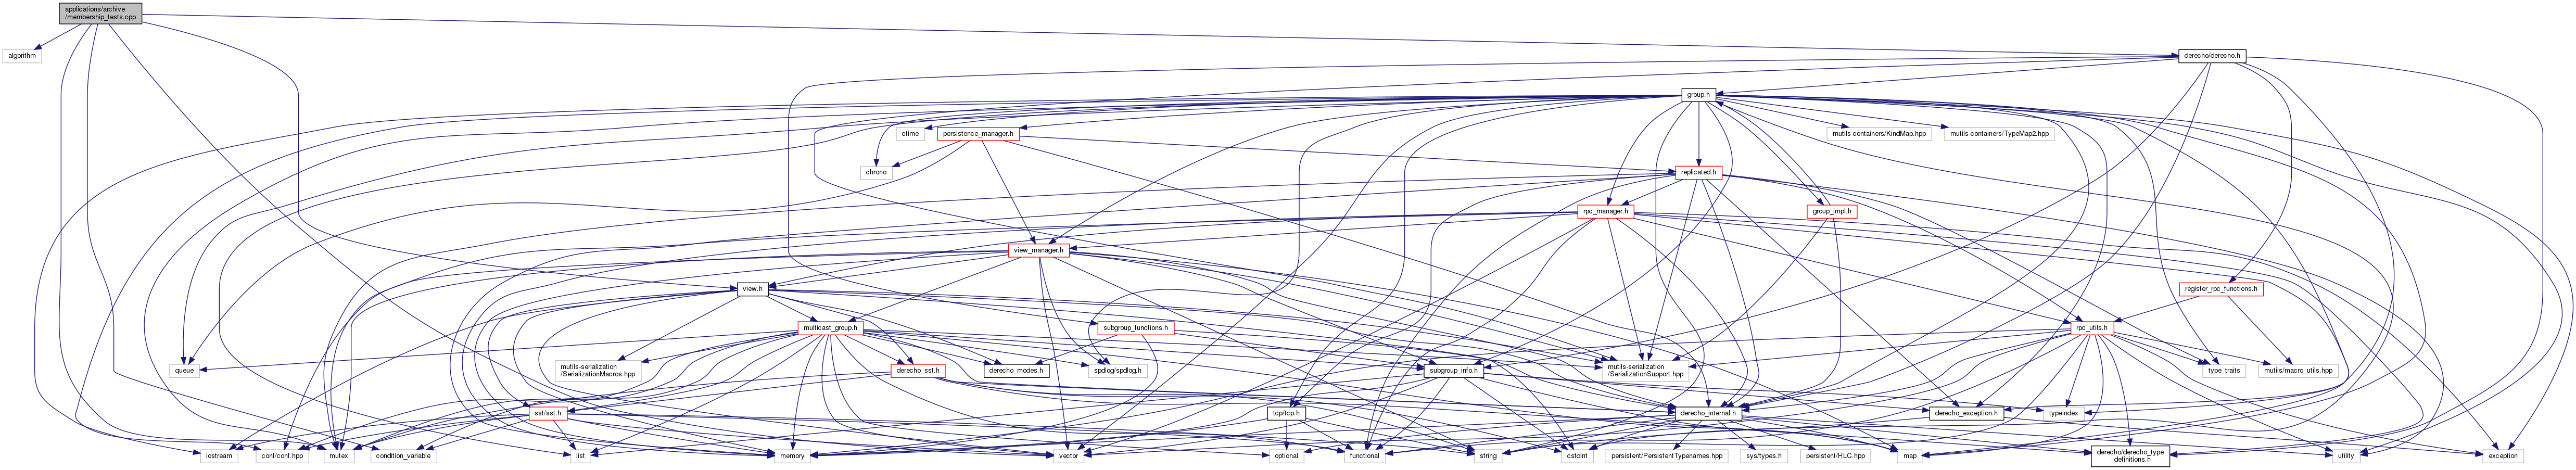 applications/archive
/membership_tests.cpp
algorithm
derecho/derecho.h
group.h
ctime
persistence_manager.h
mutils-containers/KindMap.hpp
mutils-containers/TypeMap2.hpp
chrono
replicated.h
rpc_manager.h
group_impl.h
view_manager.h
view.h
register_rpc_functions.h
multicast_group.h
subgroup_functions.h
rpc_utils.h
mutils-serialization
/SerializationMacros.hpp
queue
derecho_sst.h
derecho_modes.h
spdlog/spdlog.h
subgroup_info.h
mutils-serialization
/SerializationSupport.hpp
type_traits
mutils/macro_utils.hpp
sst/sst.h
tcp/tcp.h
derecho_internal.h
derecho_exception.h
typeindex
iostream
conf/conf.hpp
mutex
condition_variable
list
memory
vector
optional
functional
string
cstdint
persistent/PersistentTypenames.hpp
sys/types.h
persistent/HLC.hpp
map
derecho/derecho_type
_definitions.h
utility
exception